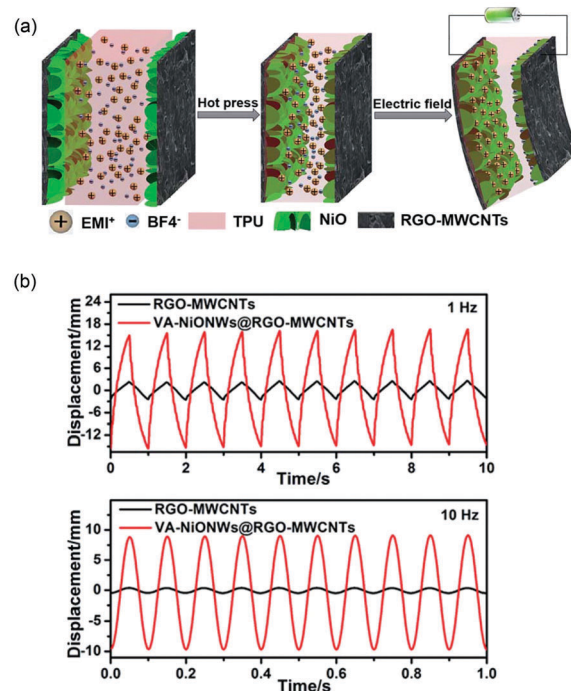 (a)
Hot press
Electric field
+ EMI+ - BF4- TPU NiO RGO-MWCNTs
(b)
Displacement/mm
24
18
12
6
0
-6
-12
RGO-MWCNTs
VA-NiONWs@RGO-MWCNTs
1 Hz
0 2 4 6 8 10
Time/s
Displacement/mm
10
5
0
-5
-10
RGO-MWCNTs
VA-NiONWs@RGO-MWCNTs
10 Hz
0.0 0.2 0.4 0.6 0.8 1.0
Time/s